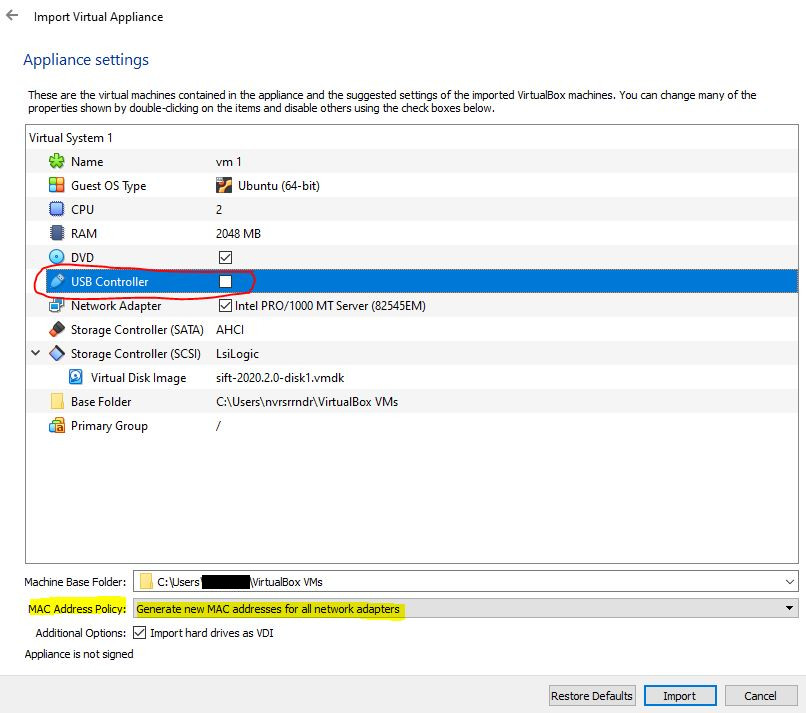 Import Virtual Appliance
Appliance settings
These are the virtual machines contained in the appliance and the suggested settings of the imported VirtualBox machines. You can change many of the
properties shown by double-clicking on the items and disable others using the check boxes below.
Virtual System 1
Name vm 1
Guest OS Type Ubuntu (64-bit)
CPU 2
RAM 2048 MB
DVD
USB Controller
Network Adapter Intel PRO/1000 MT Server (82545EM)
Storage Controller (SATA) AHCI
Storage Controller (SCSI) LsiLogic
Virtual Disk Image sift-2020.2.0-disk1.vmdk
Base Folder C:\Users\nvrsrrndr\VirtualBox VMs
Primary Group /
Machine Base Folder: C:\Users\ \VirtualBox VMs
MAC Address Policy: Generate new MAC addresses for all network adapters
Additional Options: Import hard drives as VDI
Appliance is not signed
Restore Defaults Import Cancel